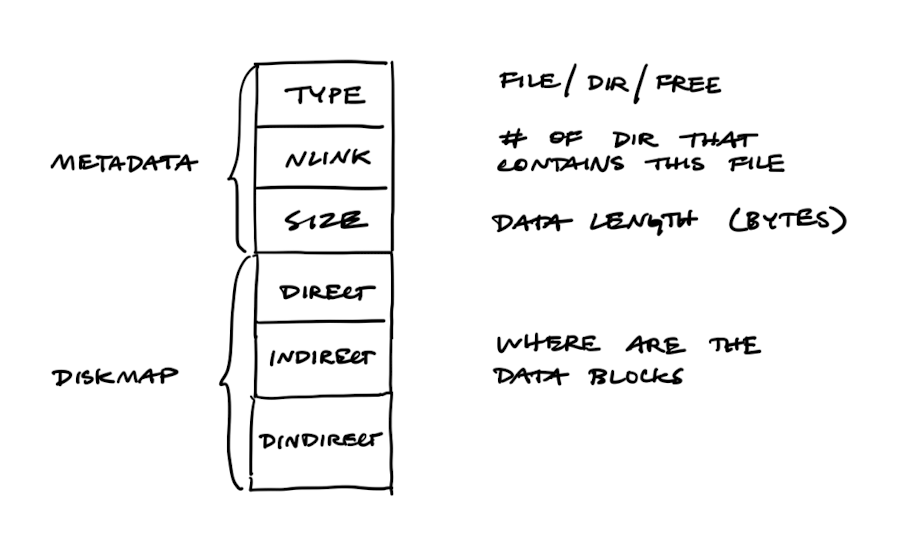 TYPE
FILE/DIR/FREE
METADATA
NLINK
# OF DIR THAT
CONTAINS THIS FILE
SIZE
DATA LENGTH (BYTES)
DIRECT
DISKMAP
INDIRECT
WHERE ARE THE
DATA BLOCKS
DINDIRECT